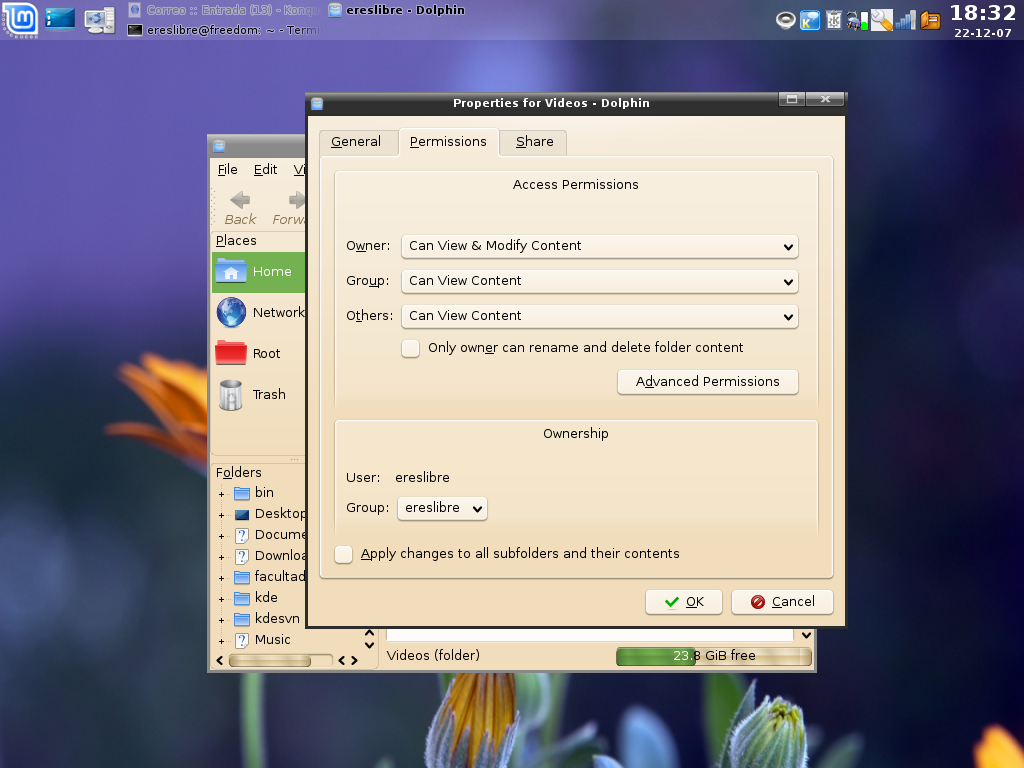 Correo :: Entrada (13) - Konq
ereslibre - Dolphin
ereslibre@freedom: ~ - Term
18:32
22-12-07
Properties for Videos - Dolphin
General
Permissions
Share
Access Permissions
Owner: Can View & Modify Content
Group: Can View Content
Others: Can View Content
Only owner can rename and delete folder content
Advanced Permissions
Ownership
User: ereslibre
Group: ereslibre
Apply changes to all subfolders and their contents
OK
Cancel
File Edit Vi
Back Forw
Places
Home
Network
Root
Trash
Folders
bin
Desktop
Docume
Downloa
facultad
kde
kdesvn
Music
Videos (folder)
23.8 GiB free